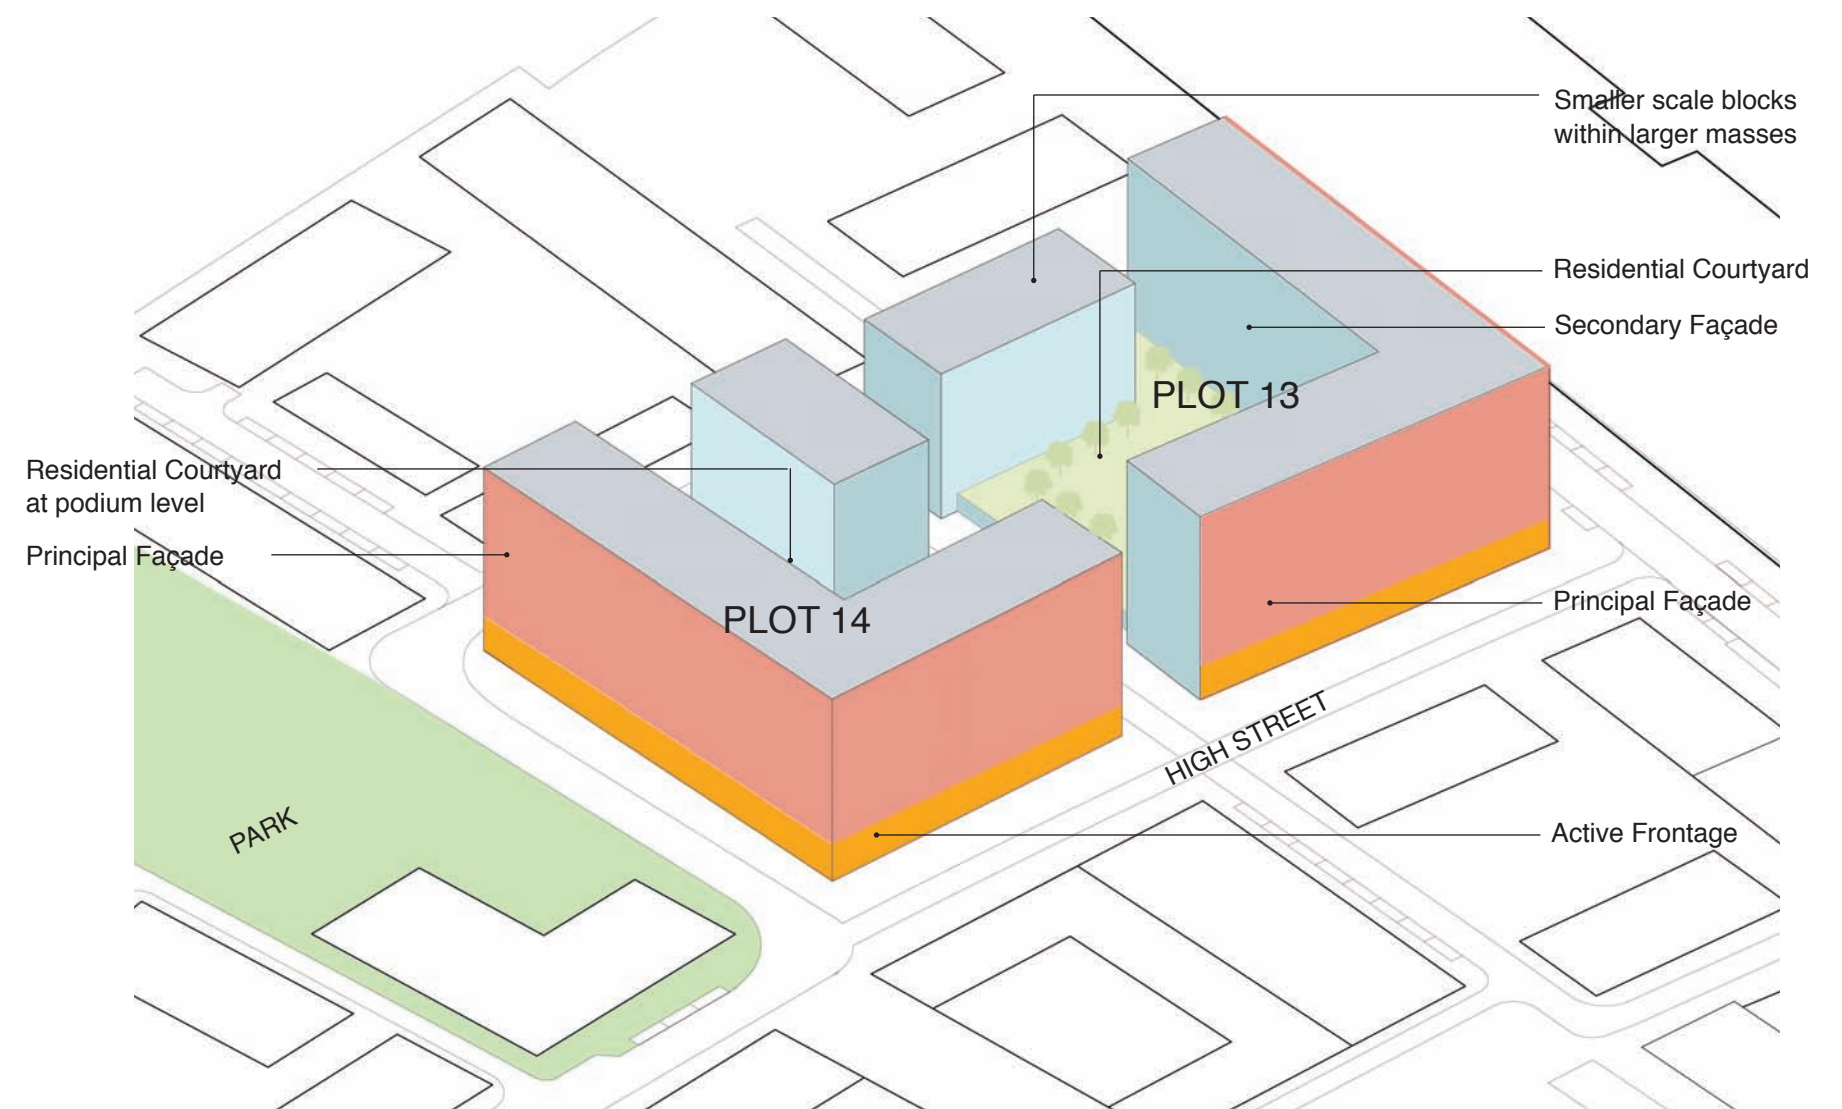 Smaller scale blocks
within larger masses
Residential Courtyard
Secondary Façade
PLOT 13
Residential Courtyard
at podium level
Principal Façade
PLOT 14
Principal Façade
HIGH STREET
PARK
Active Frontage